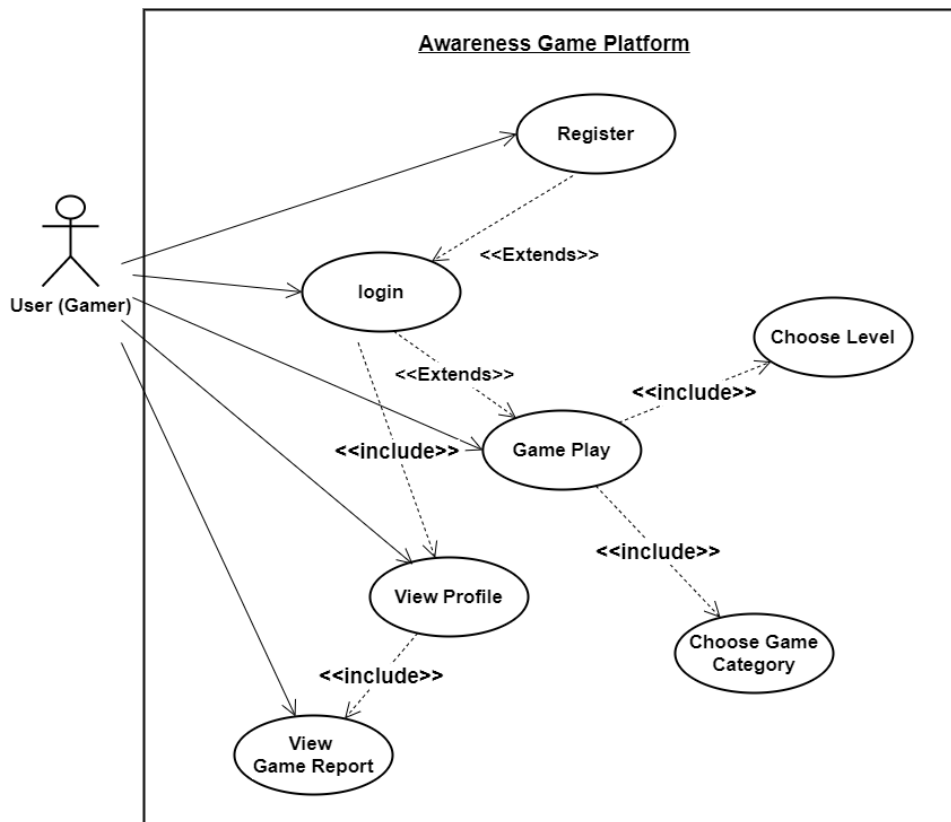 Awareness Game Platform
Register
<<Extends>>
User (Gamer)
login
Choose Level
<<Extends>>
<<include>>
<<include>>
Game Play
<<include>>
View Profile
Choose Game
Category
<<include>>
View
Game Report